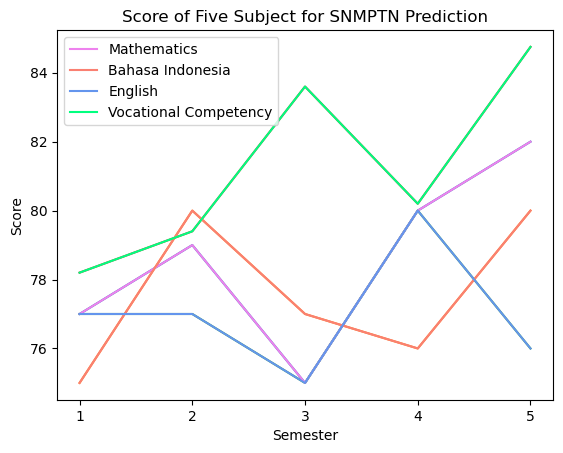 Score of Five Subject for SNMPTN Prediction
Mathematics
Bahasa Indonesia
English
Vocational Competency
84
82
80
78
76
Score
1 2 3 4 5
Semester